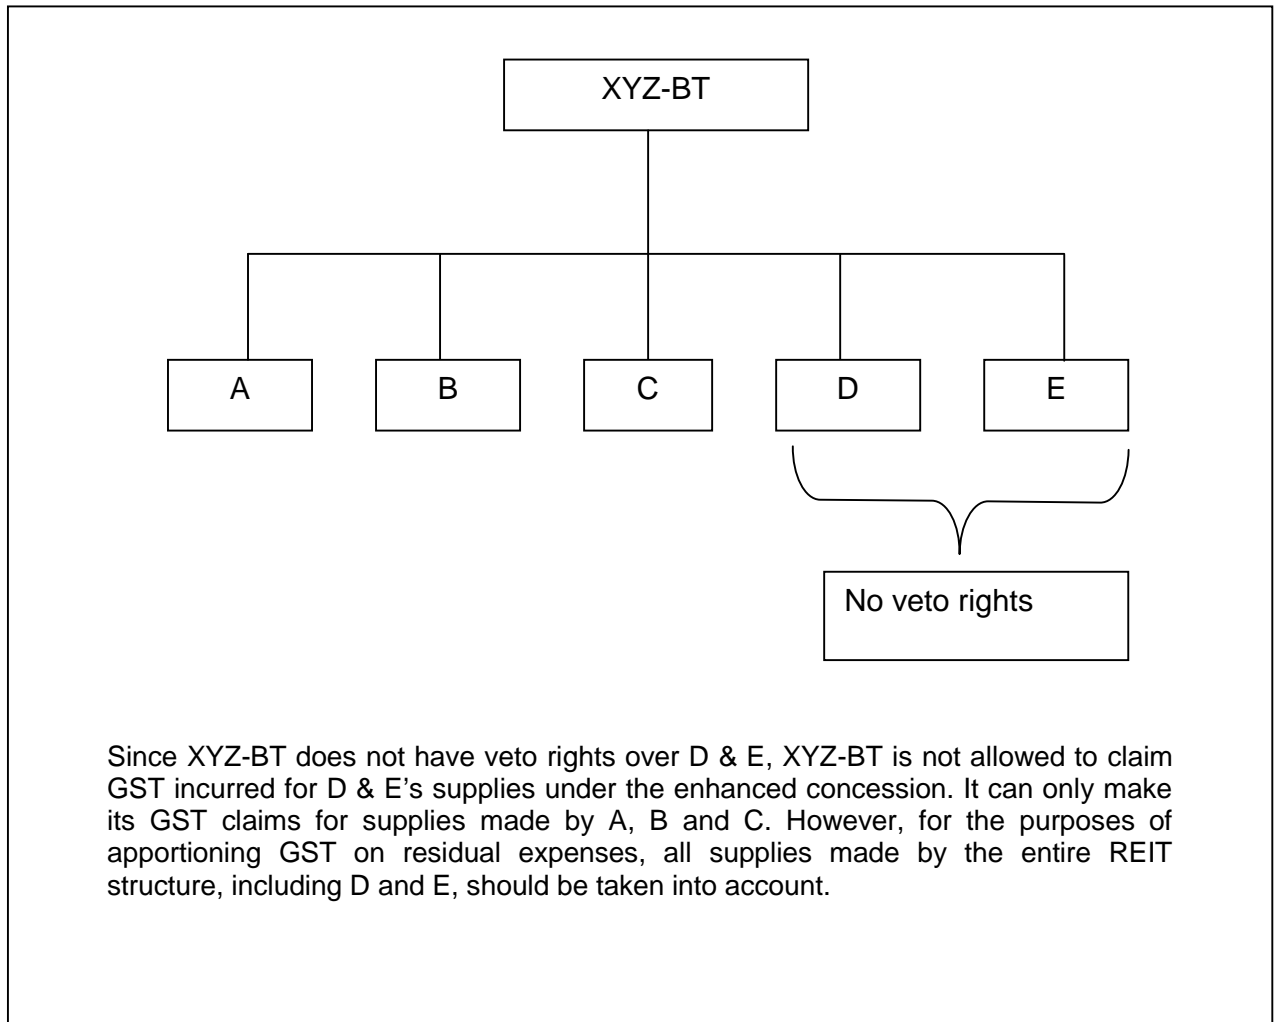 XYZ-BT
A
B
C
D
E
No veto rights
Since XYZ-BT does not have veto rights over D & E, XYZ-BT is not allowed to claim
GST incurred for D & E’s supplies under the enhanced concession. It can only make
its GST claims for supplies made by A, B and C. However, for the purposes of
apportioning GST on residual expenses, all supplies made by the entire REIT
structure, including D and E, should be taken into account.